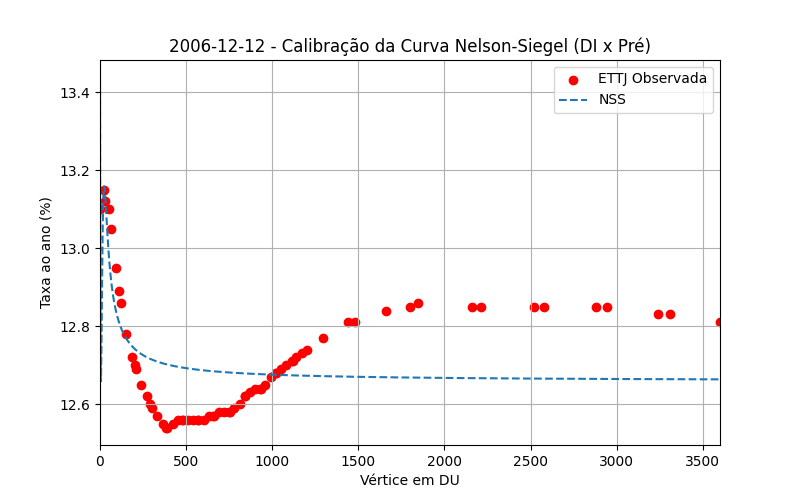 2006-12-12 - Calibração da Curva Nelson-Siegel (DI x Pré)
ETTJ Observada
NSS
Taxa ao ano (%)
13.4
13.2
13.0
12.8
12.6
0 500 1000 1500 2000 2500 3000 3500
Vértice em DU